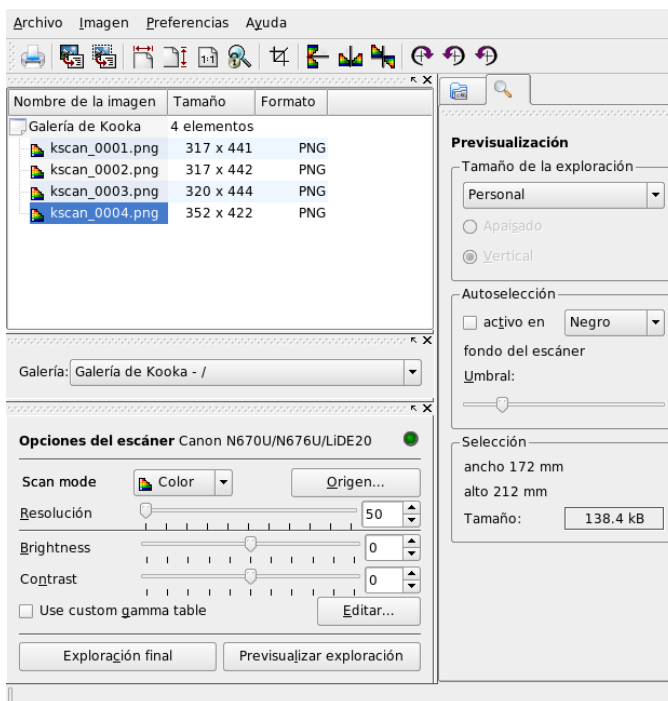 Archivo Imagen Preferencias Ayuda
1:1
Nombre de la imagen Tamaño Formato
Galería de Kooka 4 elementos
kscan_0001.png 317 x 441 PNG
kscan_0002.png 317 x 442 PNG
kscan_0003.png 320 x 444 PNG
kscan_0004.png 352 x 422 PNG
Galería: Galería de Kooka - /
Opciones del escáner Canon N670U/N676U/LiDE20
Scan mode Color Origen...
Resolución 50
Brightness 0
Contrast 0
Use custom gamma table Editar...
Exploración final Previsualizar exploración
Previsualización
Tamaño de la exploración
Personal
Apaisado
Vertical
Autoselección
activo en Negro
fondo del escáner
Umbral:
Selección
ancho 172 mm
alto 212 mm
Tamaño: 138.4 kB